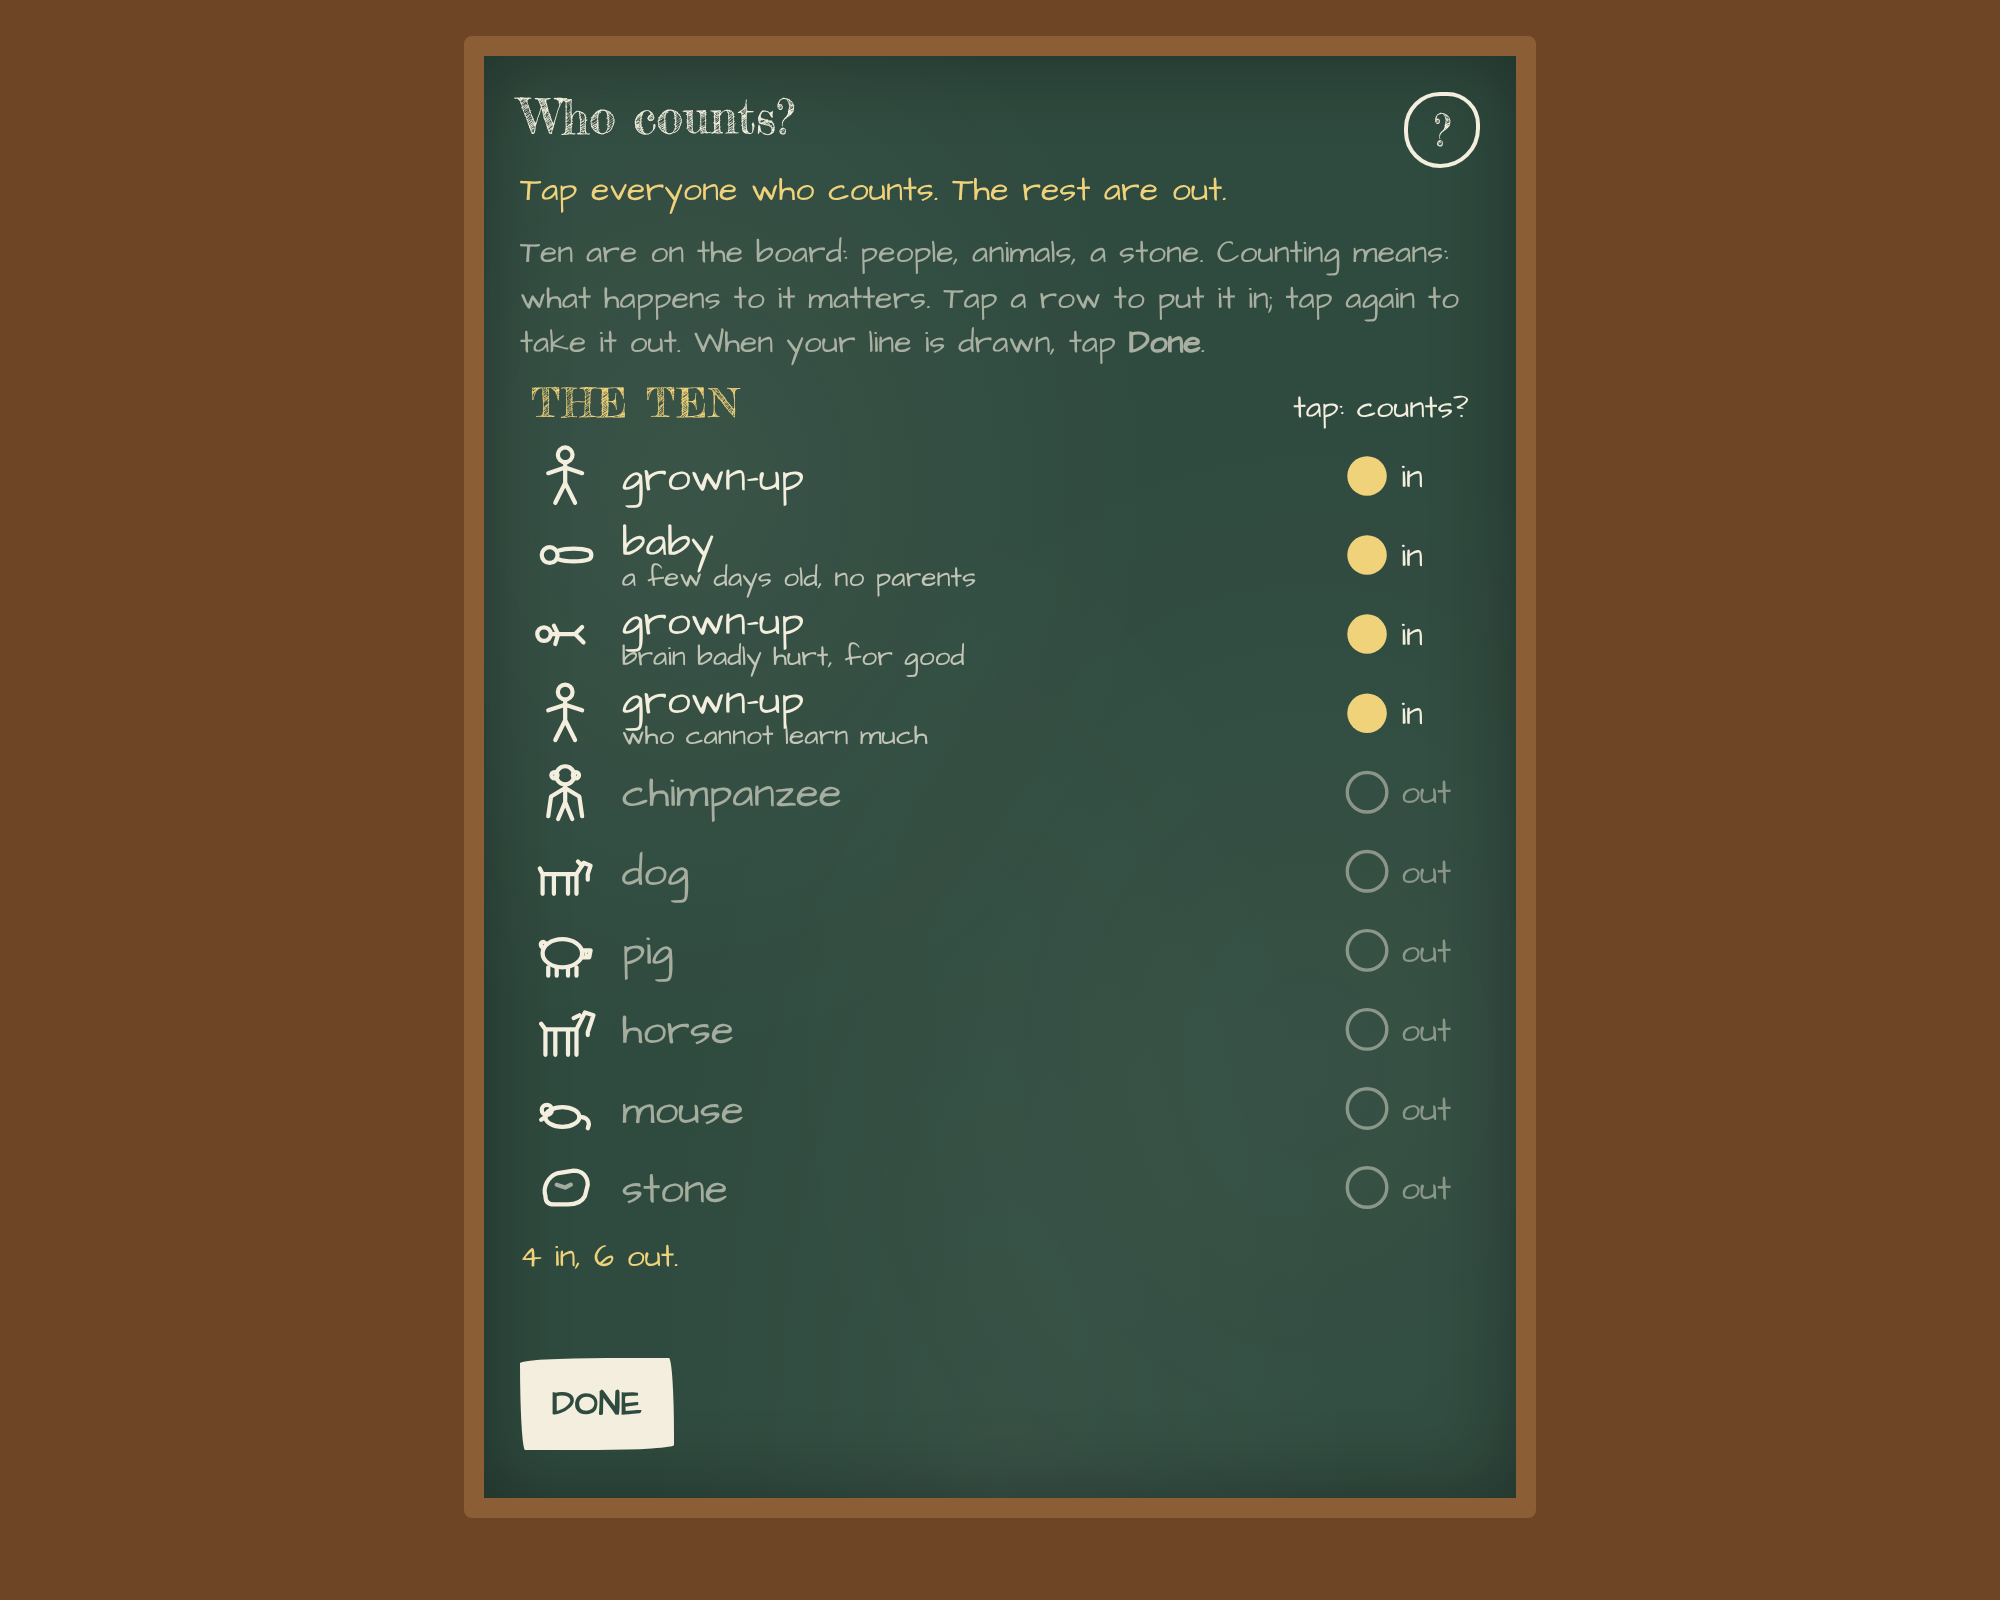 Who counts?
?
Tap everyone who counts. The rest are out.
Ten are on the board: people, animals, a stone. Counting means:
what happens to it matters. Tap a row to put it in; tap again to
take it out. When your line is drawn, tap Done.
THE TEN
tap: counts?
grown-up
in
baby
a few days old, no parents
in
grown-up
brain badly hurt, for good
in
grown-up
who cannot learn much
in
chimpanzee
out
dog
out
pig
out
horse
out
mouse
out
stone
out
4 in, 6 out.
DONE